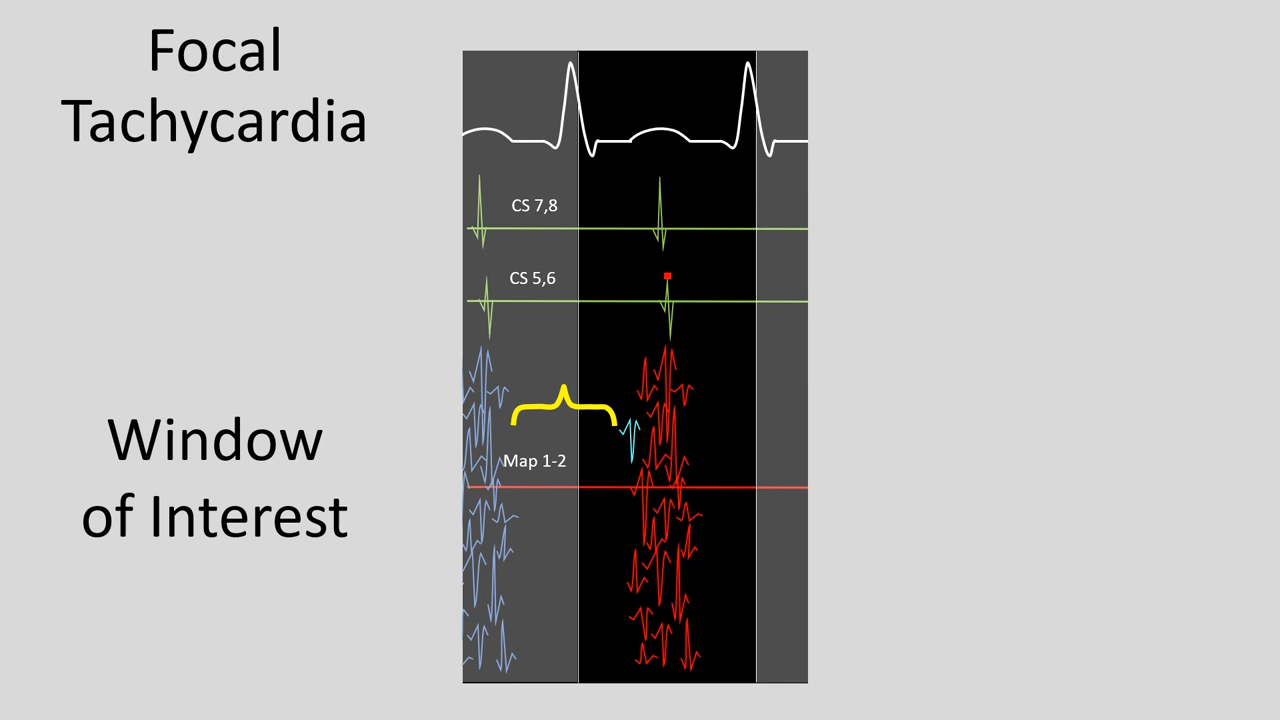 Focal
Tachycardia
CS 7,8
CS 5,6
Map 1-2
Window
of Interest